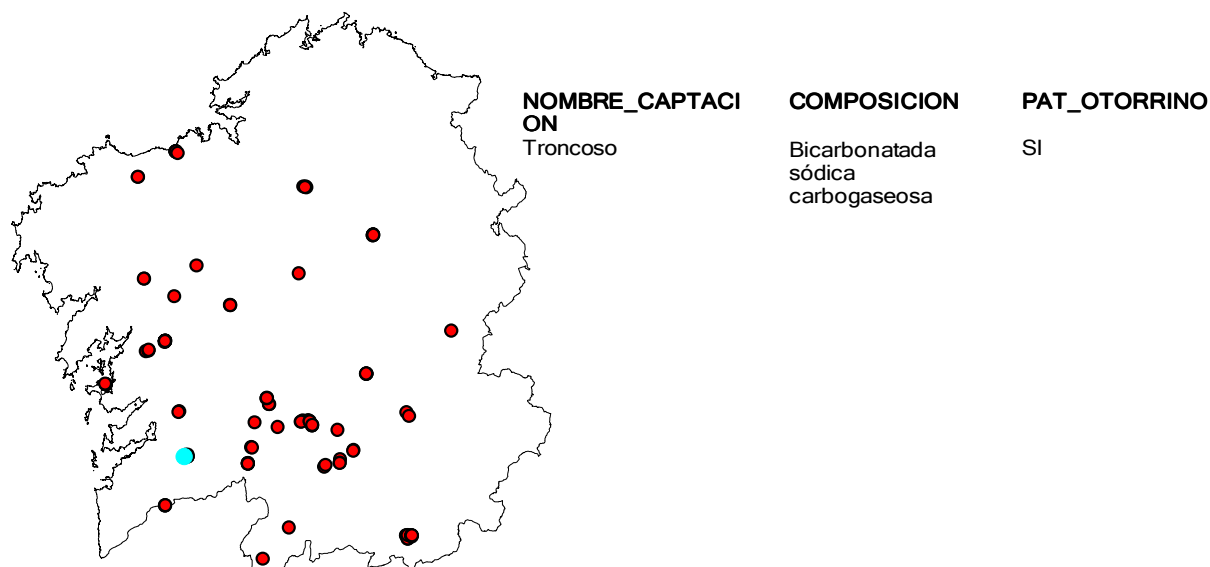 NOMBRE_CAPTACI
ON
COMPOSICION
PAT_OTORRINO
Troncoso
Bicarbonatada
sódica
carbogaseosa
SI